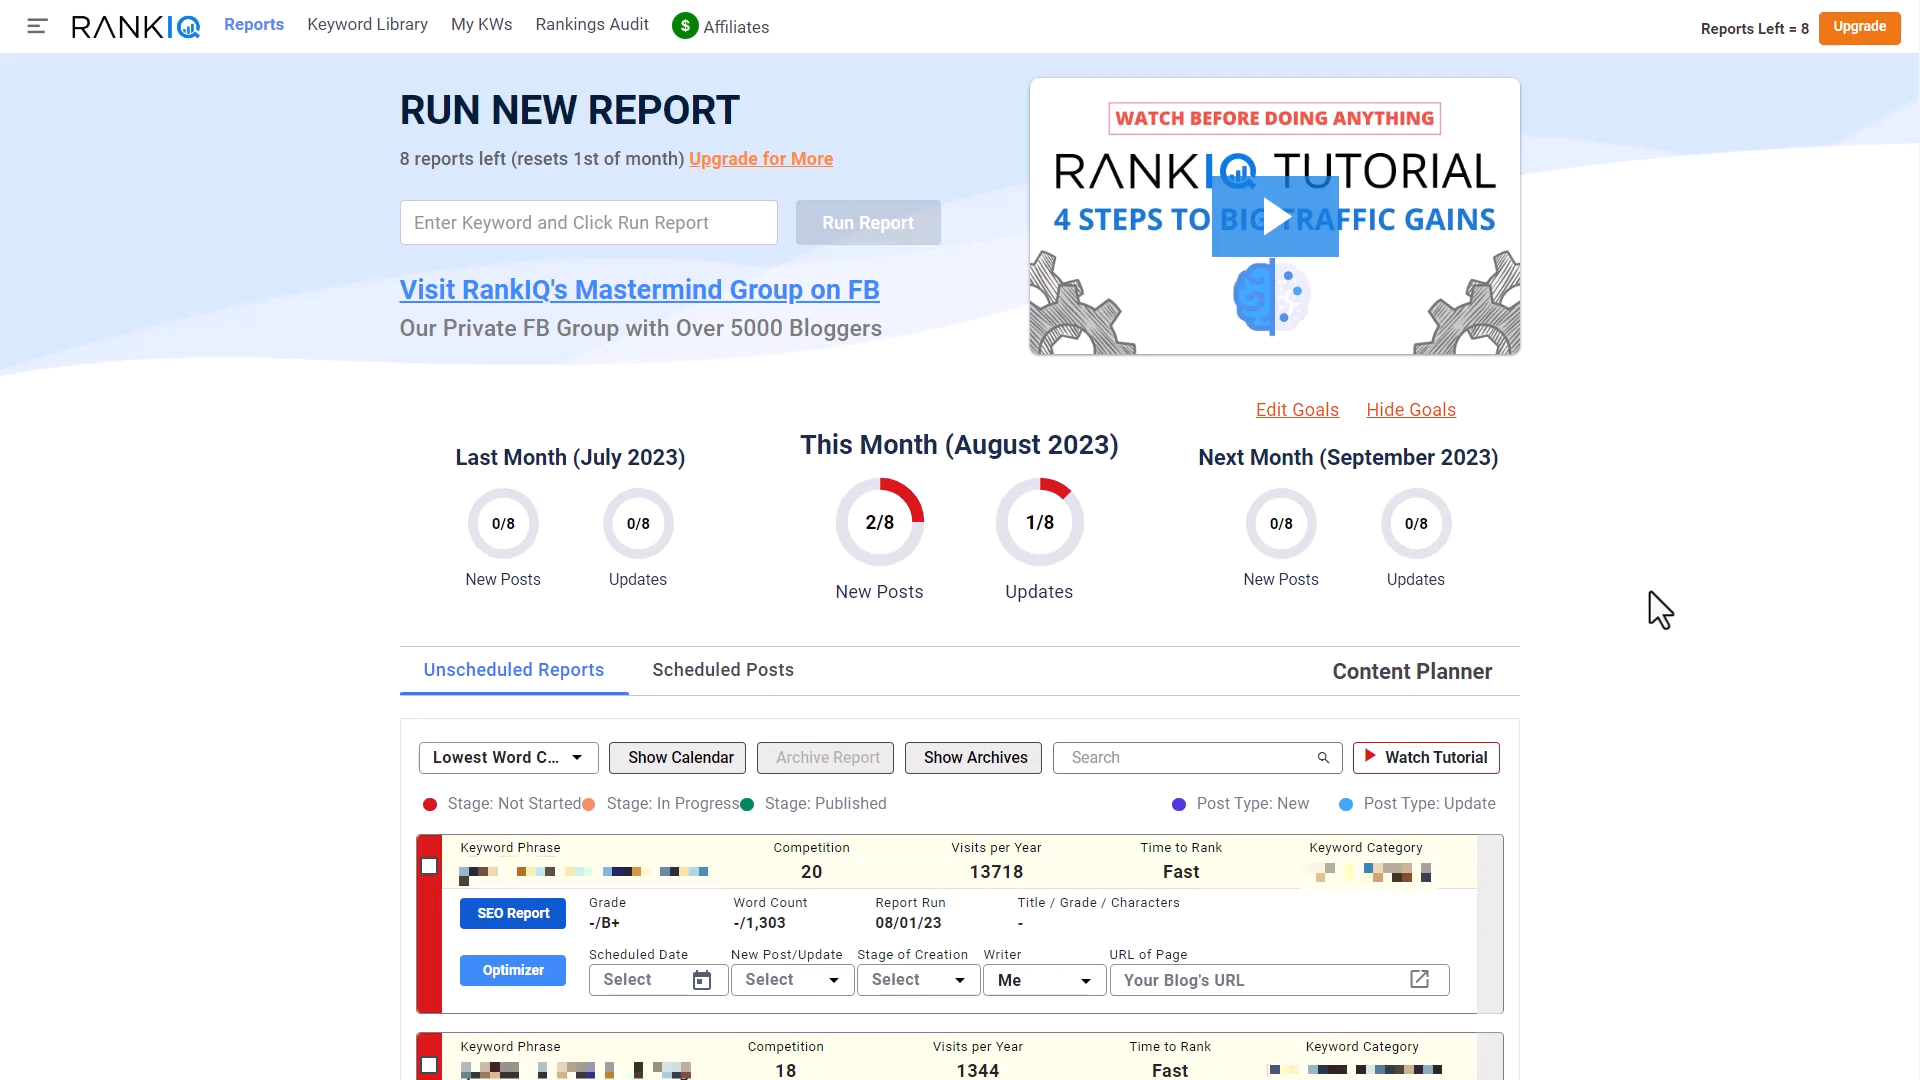 RANKIQ Reports Keyword Library My KWs Rankings Audit $ Affiliates Reports Left = 8 Upgrade
RUN NEW REPORT
8 reports left (resets 1st of month) Upgrade for More
Enter Keyword and Click Run Report Run Report
Visit RankIQ's Mastermind Group on FB
Our Private FB Group with Over 5000 Bloggers
WATCH BEFORE DOING ANYTHING
RANKIQ TUTORIAL
4 STEPS TO BIG TRAFFIC GAINS
Edit Goals Hide Goals
Last Month (July 2023) This Month (August 2023) Next Month (September 2023)
0/8 0/8 2/8 1/8 0/8 0/8
New Posts Updates New Posts Updates New Posts Updates
Unscheduled Reports Scheduled Posts Content Planner
Lowest Word C... Show Calendar Archive Report Show Archives Search Watch Tutorial
Stage: Not Started Stage: In Progress Stage: Published Post Type: New Post Type: Update
Keyword Phrase Competition Visits per Year Time to Rank Keyword Category
20 13718 Fast
SEO Report Grade Word Count Report Run Title / Grade / Characters
-/B+ -/1,303 08/01/23 -
Optimizer Scheduled Date New Post/Update Stage of Creation Writer URL of Page
Select Select Select Me Your Blog's URL
Keyword Phrase Competition Visits per Year Time to Rank Keyword Category
18 1344 Fast